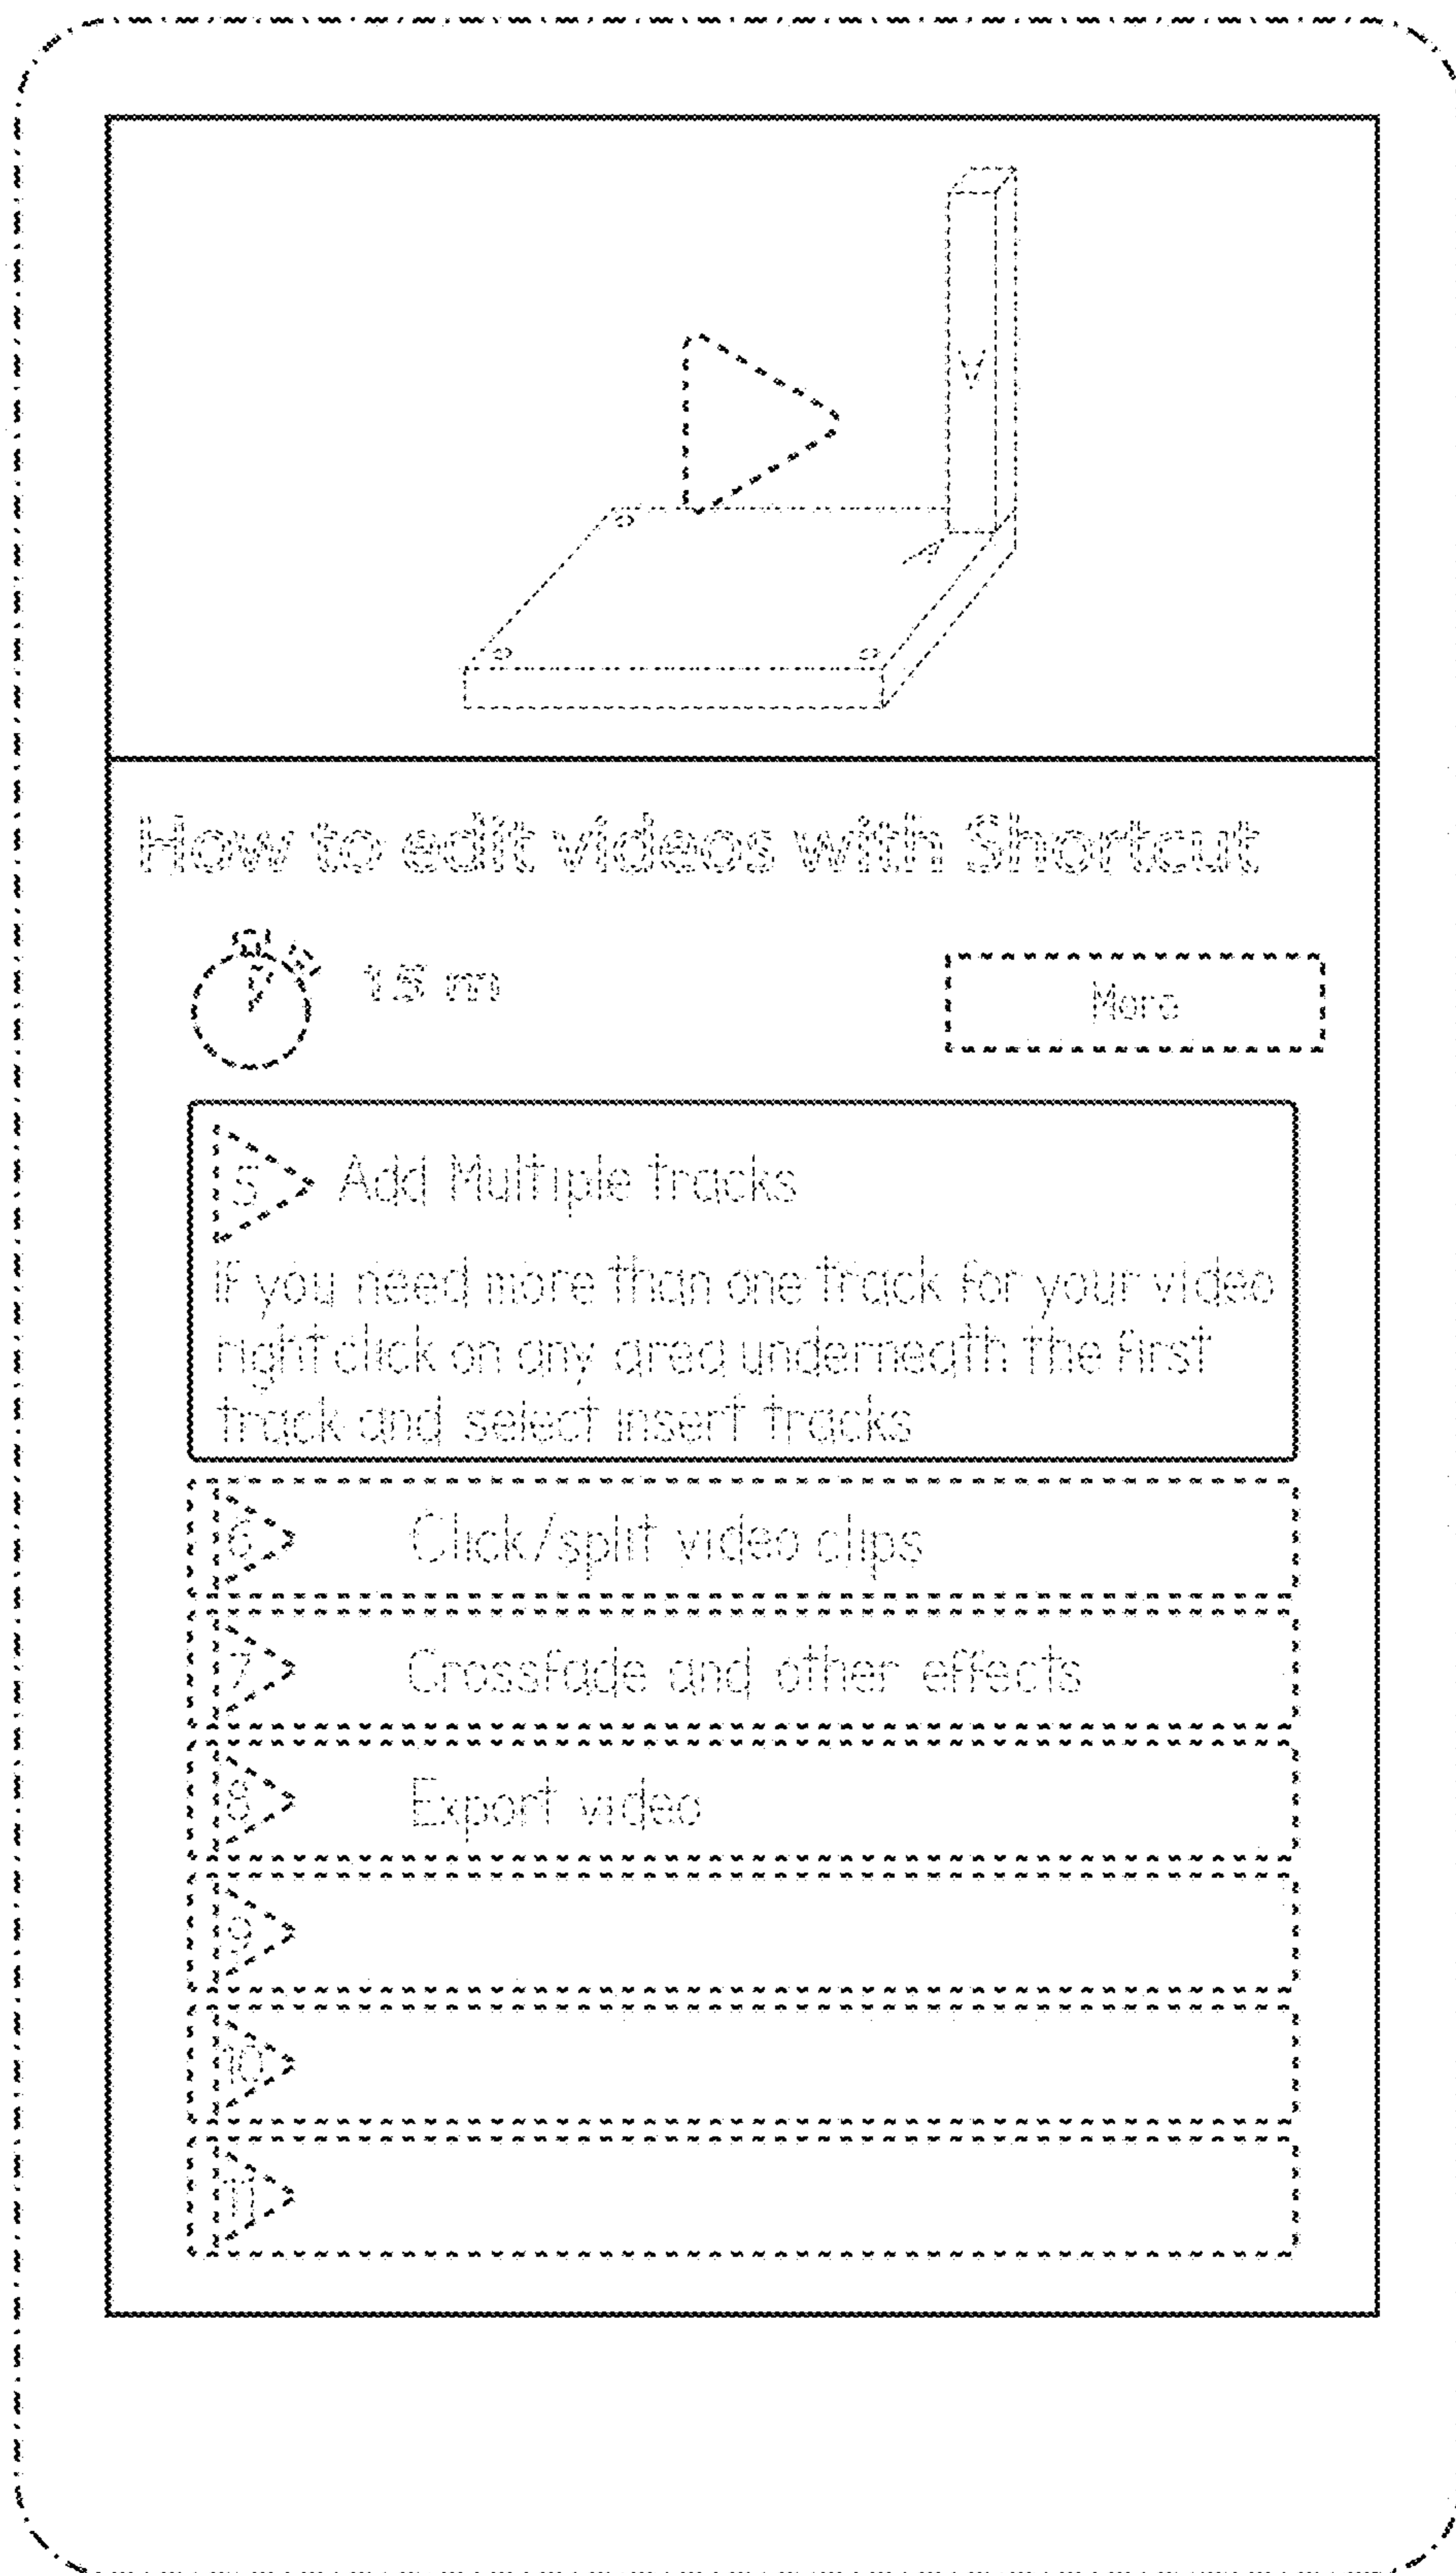 A
A
How to edit videos with Shortcut
15 m
More
5 Add Multiple tracks
If you need more than one track for your video
right click on any area underneath the first
track and select insert tracks
6 Click/split video clips
7 Crossfade and other effects
8 Export video
9
10
11